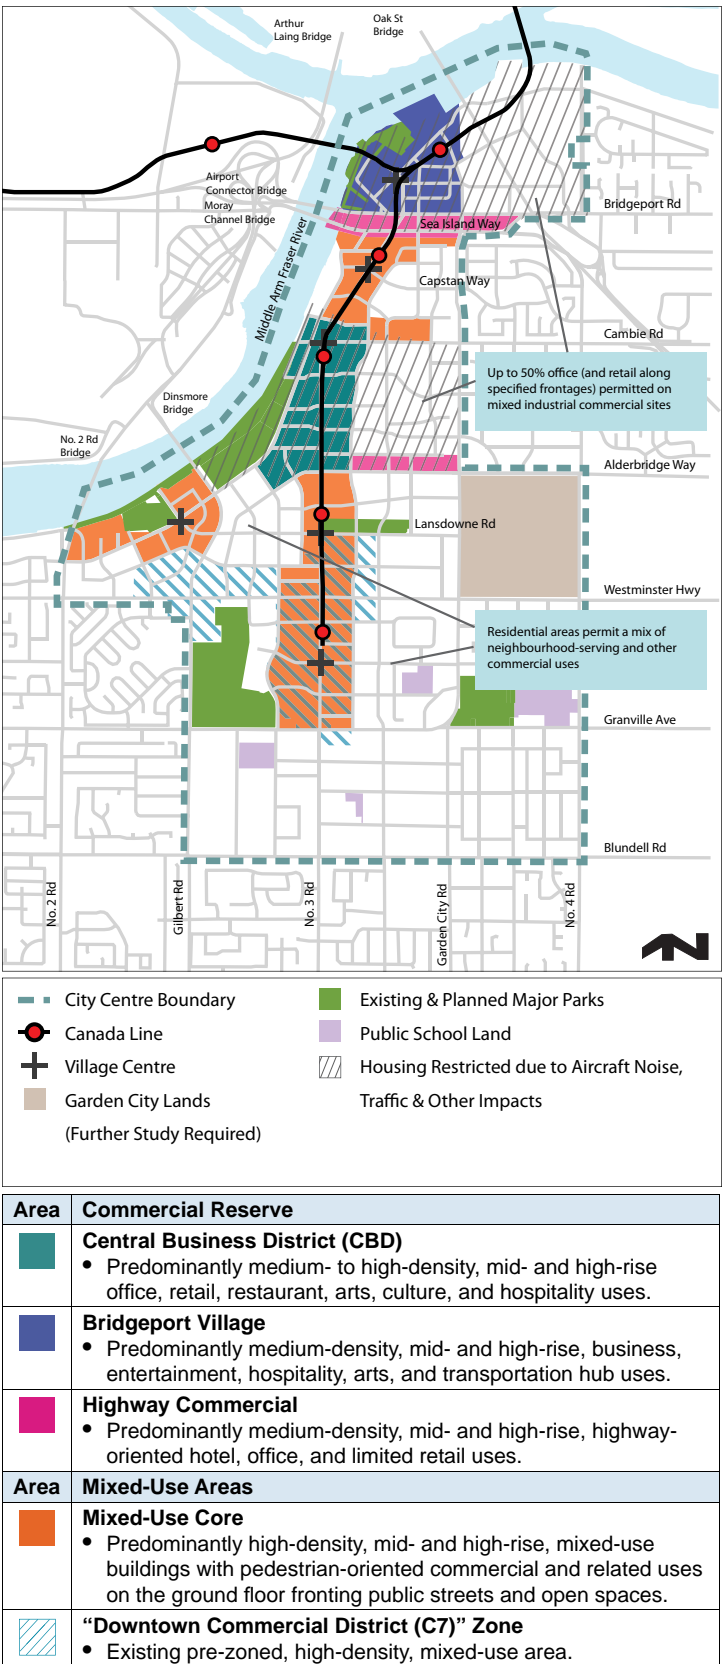 Arthur
Laing Bridge
Oak St
Bridge
Airport
Connector Bridge
Moray
Channel Bridge
Bridgeport Rd
Sea Island Way
Middle Arm Fraser River
Capstan Way
Cambie Rd
Up to 50% office (and retail along
specified frontages) permitted on
mixed industrial commercial sites
Dinsmore
Bridge
No. 2 Rd
Bridge
Alderbridge Way
Lansdowne Rd
Westminster Hwy
Residential areas permit a mix of
neighbourhood-serving and other
commercial uses
Granville Ave
Blundell Rd
No. 2 Rd
Gilbert Rd
No. 3 Rd
Garden City Rd
No. 4 Rd
N
City Centre Boundary
Canada Line
Village Centre
Garden City Lands
(Further Study Required)
Existing & Planned Major Parks
Public School Land
Housing Restricted due to Aircraft Noise,
Traffic & Other Impacts
Area Commercial Reserve
Central Business District (CBD)
• Predominantly medium- to high-density, mid- and high-rise
office, retail, restaurant, arts, culture, and hospitality uses.
Bridgeport Village
• Predominantly medium-density, mid- and high-rise, business,
entertainment, hospitality, arts, and transportation hub uses.
Highway Commercial
• Predominantly medium-density, mid- and high-rise, highway-
oriented hotel, office, and limited retail uses.
Area Mixed-Use Areas
Mixed-Use Core
• Predominantly high-density, mid- and high-rise, mixed-use
buildings with pedestrian-oriented commercial and related uses
on the ground floor fronting public streets and open spaces.
“Downtown Commercial District (C7)” Zone
• Existing pre-zoned, high-density, mixed-use area.